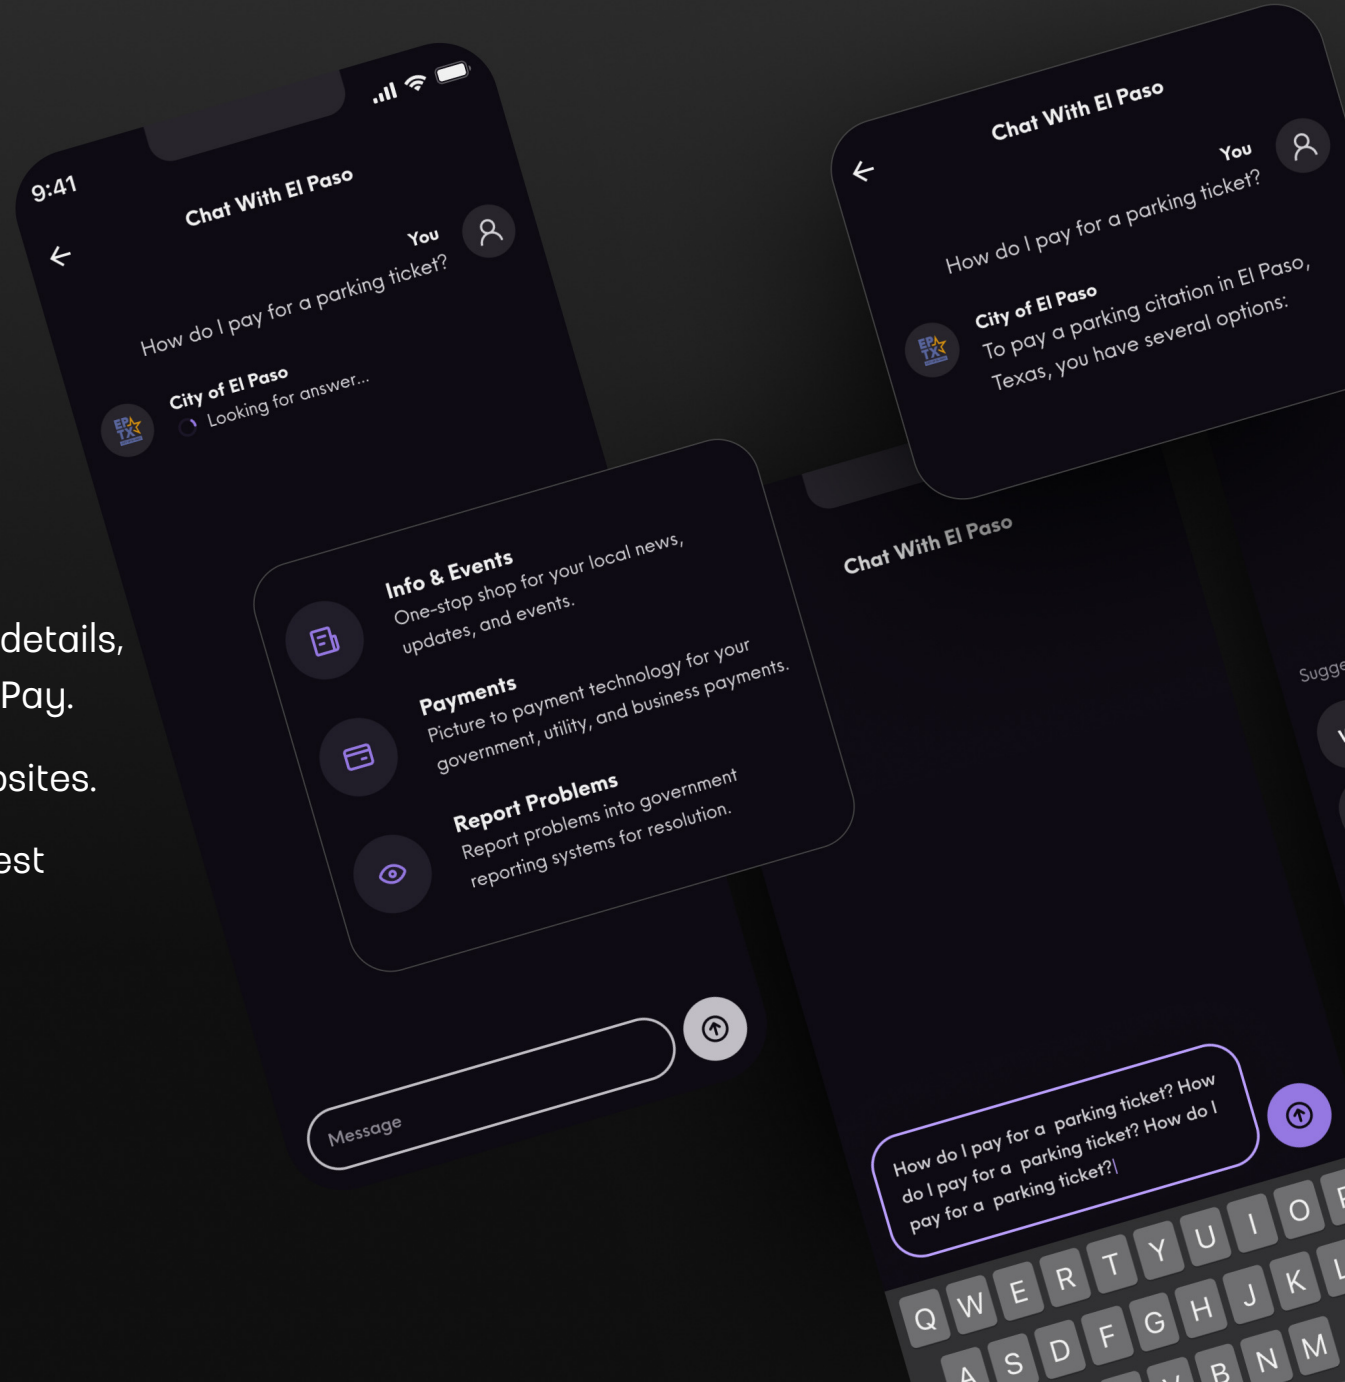 details,
Pay.
sites.
est
9:41
Chat With El Paso
You
How do I pay for a parking ticket?
City of El Paso
Looking for answer...
EP
TX
Info & Events
One-stop shop for your local news,
updates, and events.
Payments
Picture to payment technology for your
government, utility, and business payments.
Report Problems
Report problems into government
reporting systems for resolution.
Message
Chat With El Paso
You
How do I pay for a parking ticket?
City of El Paso
To pay a parking citation in El Paso,
Texas, you have several options:
EP
TX
Chat With El Paso
How do I pay for a parking ticket? How
do I pay for a parking ticket? How do I
pay for a parking ticket?
Q W E R T Y U I O
A S D F G H J K L
V B N M
Sugge